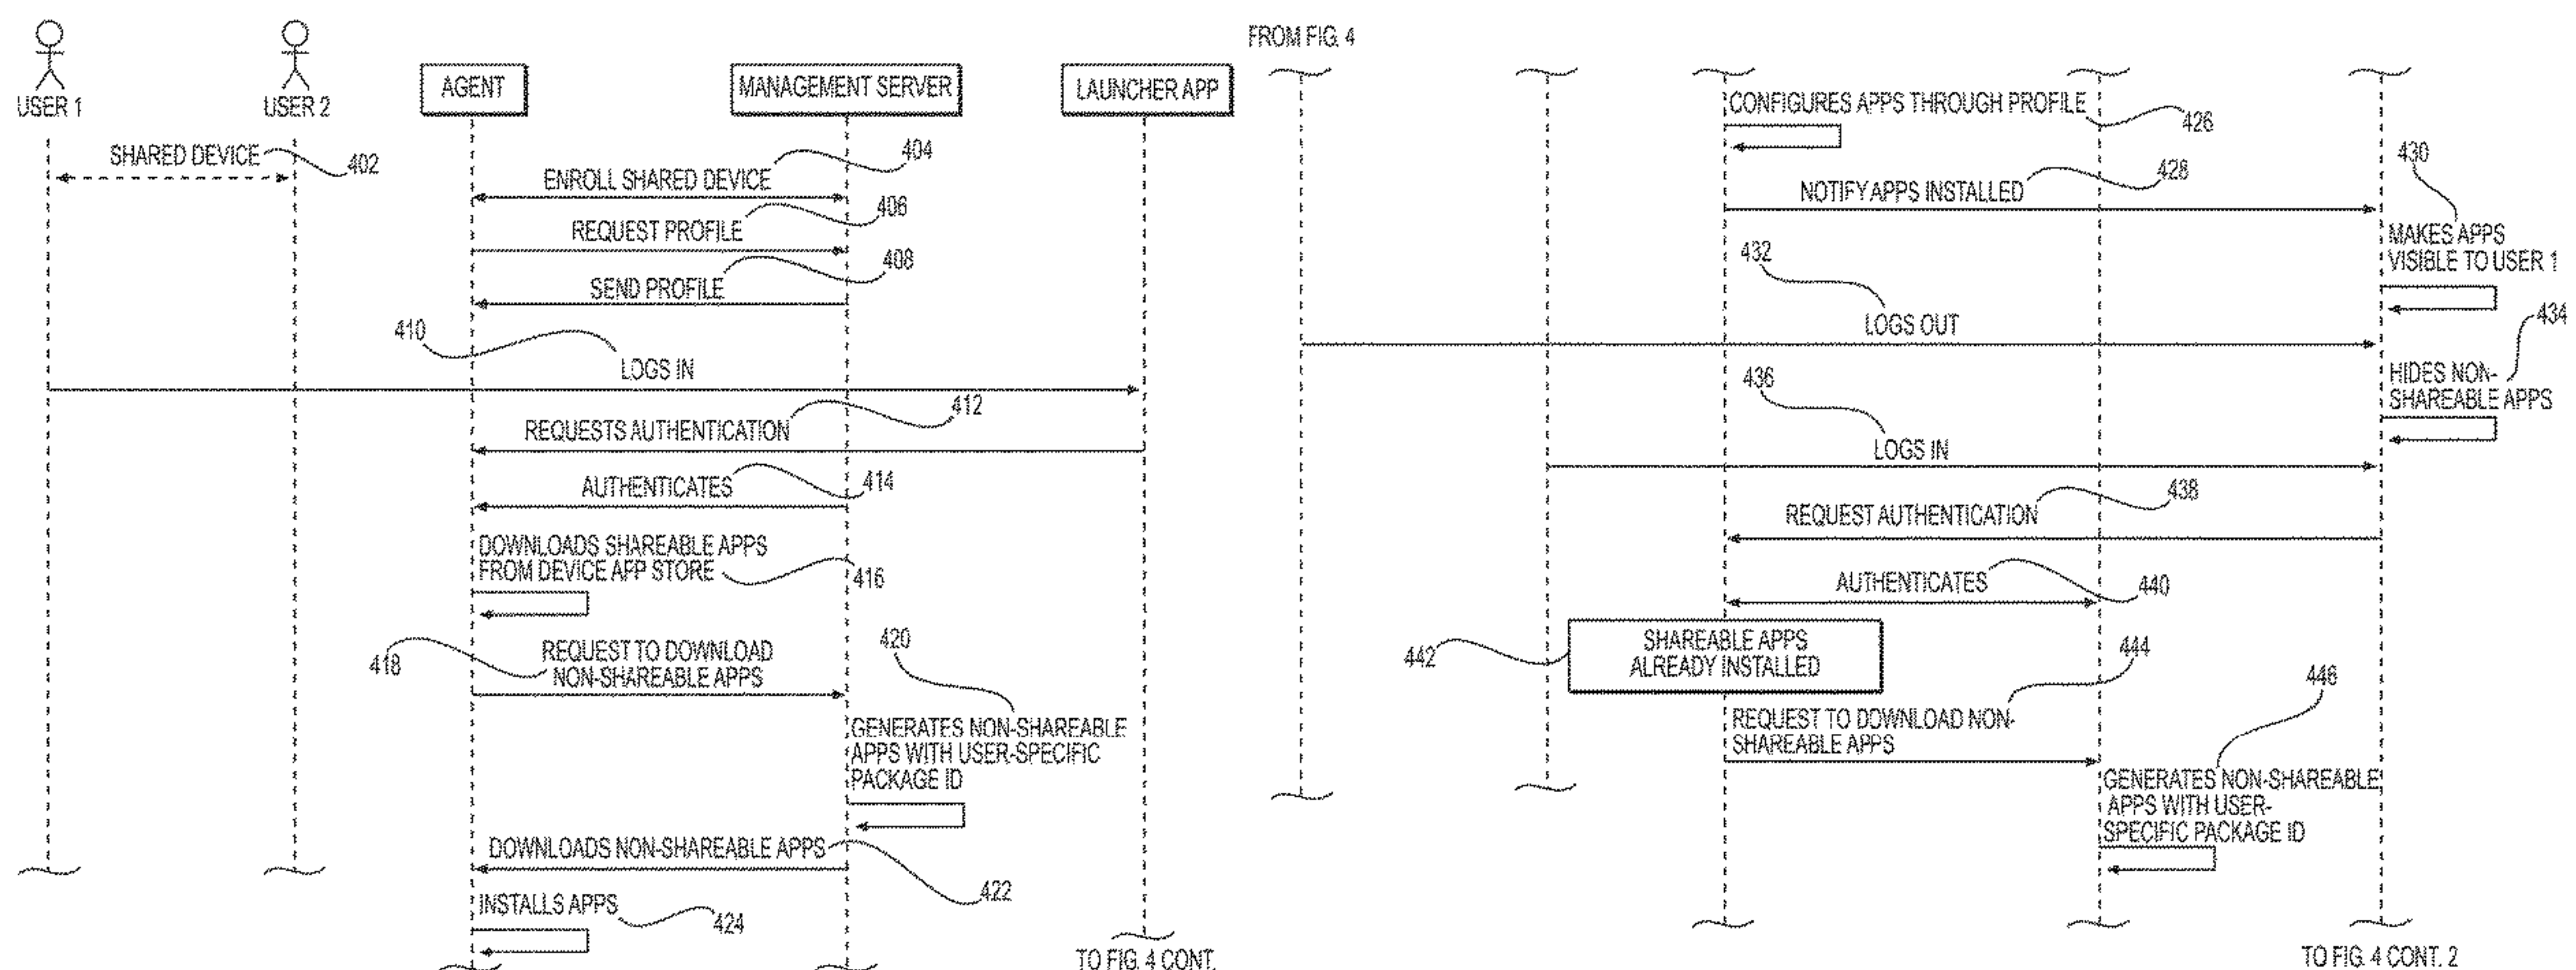 USER 1
USER 2
AGENT
MANAGEMENT SERVER
LAUNCHER APP
SHARED DEVICE
402
404
ENROLL SHARED DEVICE
406
REQUEST PROFILE
408
SEND PROFILE
410
LOGS IN
412
REQUESTS AUTHENTICATION
AUTHENTICATES
414
DOWNLOADS SHAREABLE APPS
FROM DEVICE APP STORE
416
418
REQUEST TO DOWNLOAD
NON-SHAREABLE APPS
420
GENERATES NON-SHAREABLE
APPS WITH USER-SPECIFIC
PACKAGE ID
DOWNLOADS NON-SHAREABLE APPS
422
INSTALLS APPS
424
TO FIG. 4 CONT.
FROM FIG. 4
CONFIGURES APPS THROUGH PROFILE
426
NOTIFY APPS INSTALLED
428
430
MAKES APPS
VISIBLE TO USER 1
432
LOGS OUT
434
HIDES NON-
SHAREABLE APPS
436
LOGS IN
438
REQUEST AUTHENTICATION
AUTHENTICATES
440
442
SHAREABLE APPS
ALREADY INSTALLED
444
REQUEST TO DOWNLOAD NON-
SHAREABLE APPS
446
GENERATES NON-SHAREABLE
APPS WITH USER-
SPECIFIC PACKAGE ID
TO FIG. 4 CONT. 2